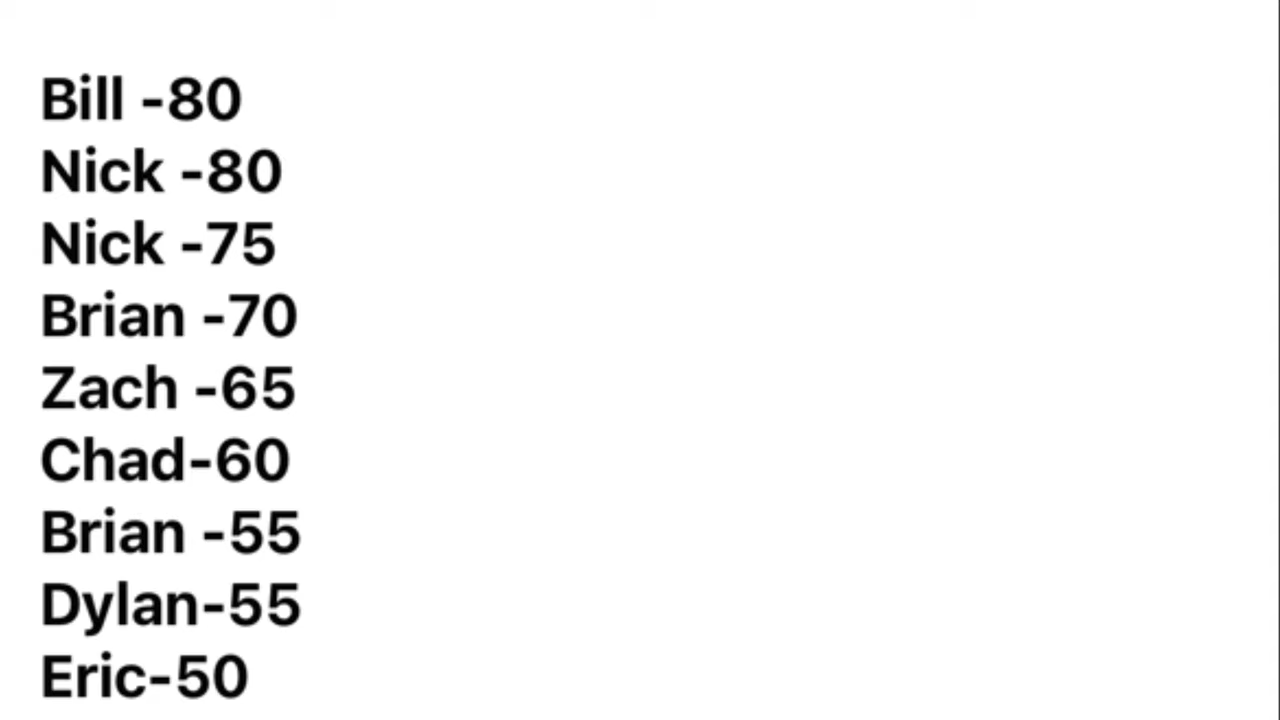 Bill -80
Nick -80
Nick -75
Brian -70
Zach -65
Chad-60
Brian -55
Dylan-55
Eric-50